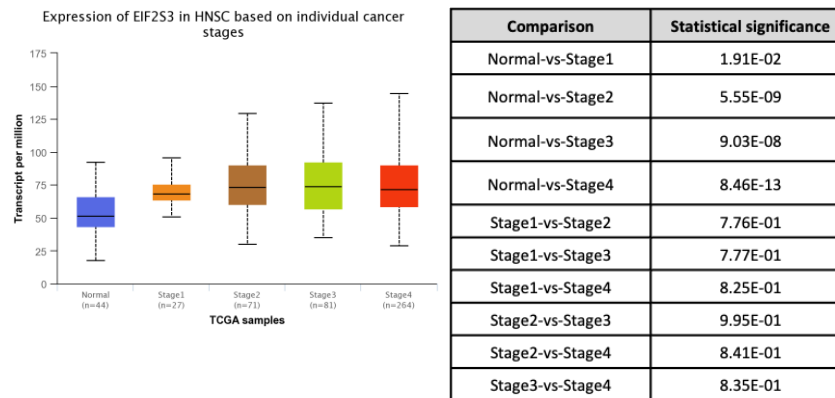 Expression of EIF2S3 in HNSC based on individual cancer
stages
Transcript per million
175
150
125
100
75
50
25
0
Normal
(n=44)
Stage1
(n=27)
Stage2
(n=71)
Stage3
(n=81)
Stage4
(n=264)
TCGA samples
Comparison Statistical significance
Normal-vs-Stage1 1.91E-02
Normal-vs-Stage2 5.55E-09
Normal-vs-Stage3 9.03E-08
Normal-vs-Stage4 8.46E-13
Stage1-vs-Stage2 7.76E-01
Stage1-vs-Stage3 7.77E-01
Stage1-vs-Stage4 8.25E-01
Stage2-vs-Stage3 9.95E-01
Stage2-vs-Stage4 8.41E-01
Stage3-vs-Stage4 8.35E-01